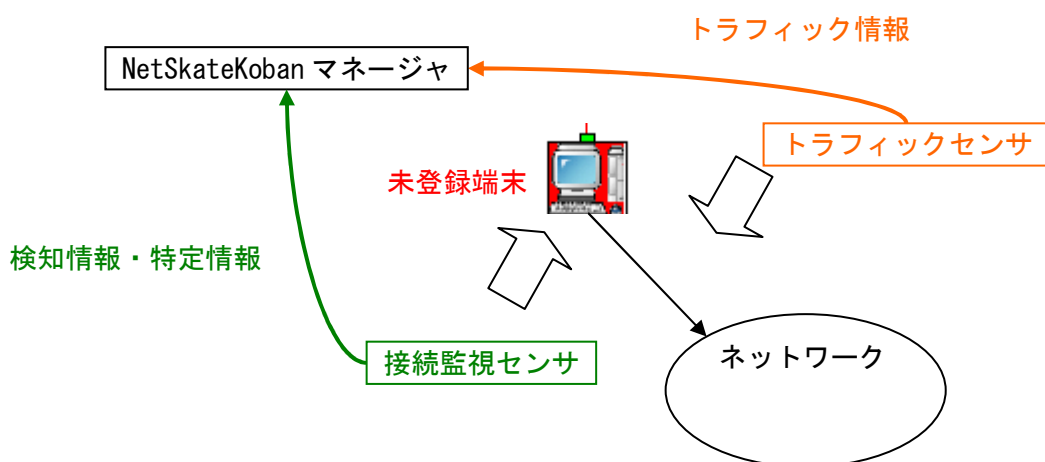 トラフィック情報
NetSkateKoban マネージャ
トラフィックセンサ
未登録端末
検知情報・特定情報
接続監視センサ
ネットワーク